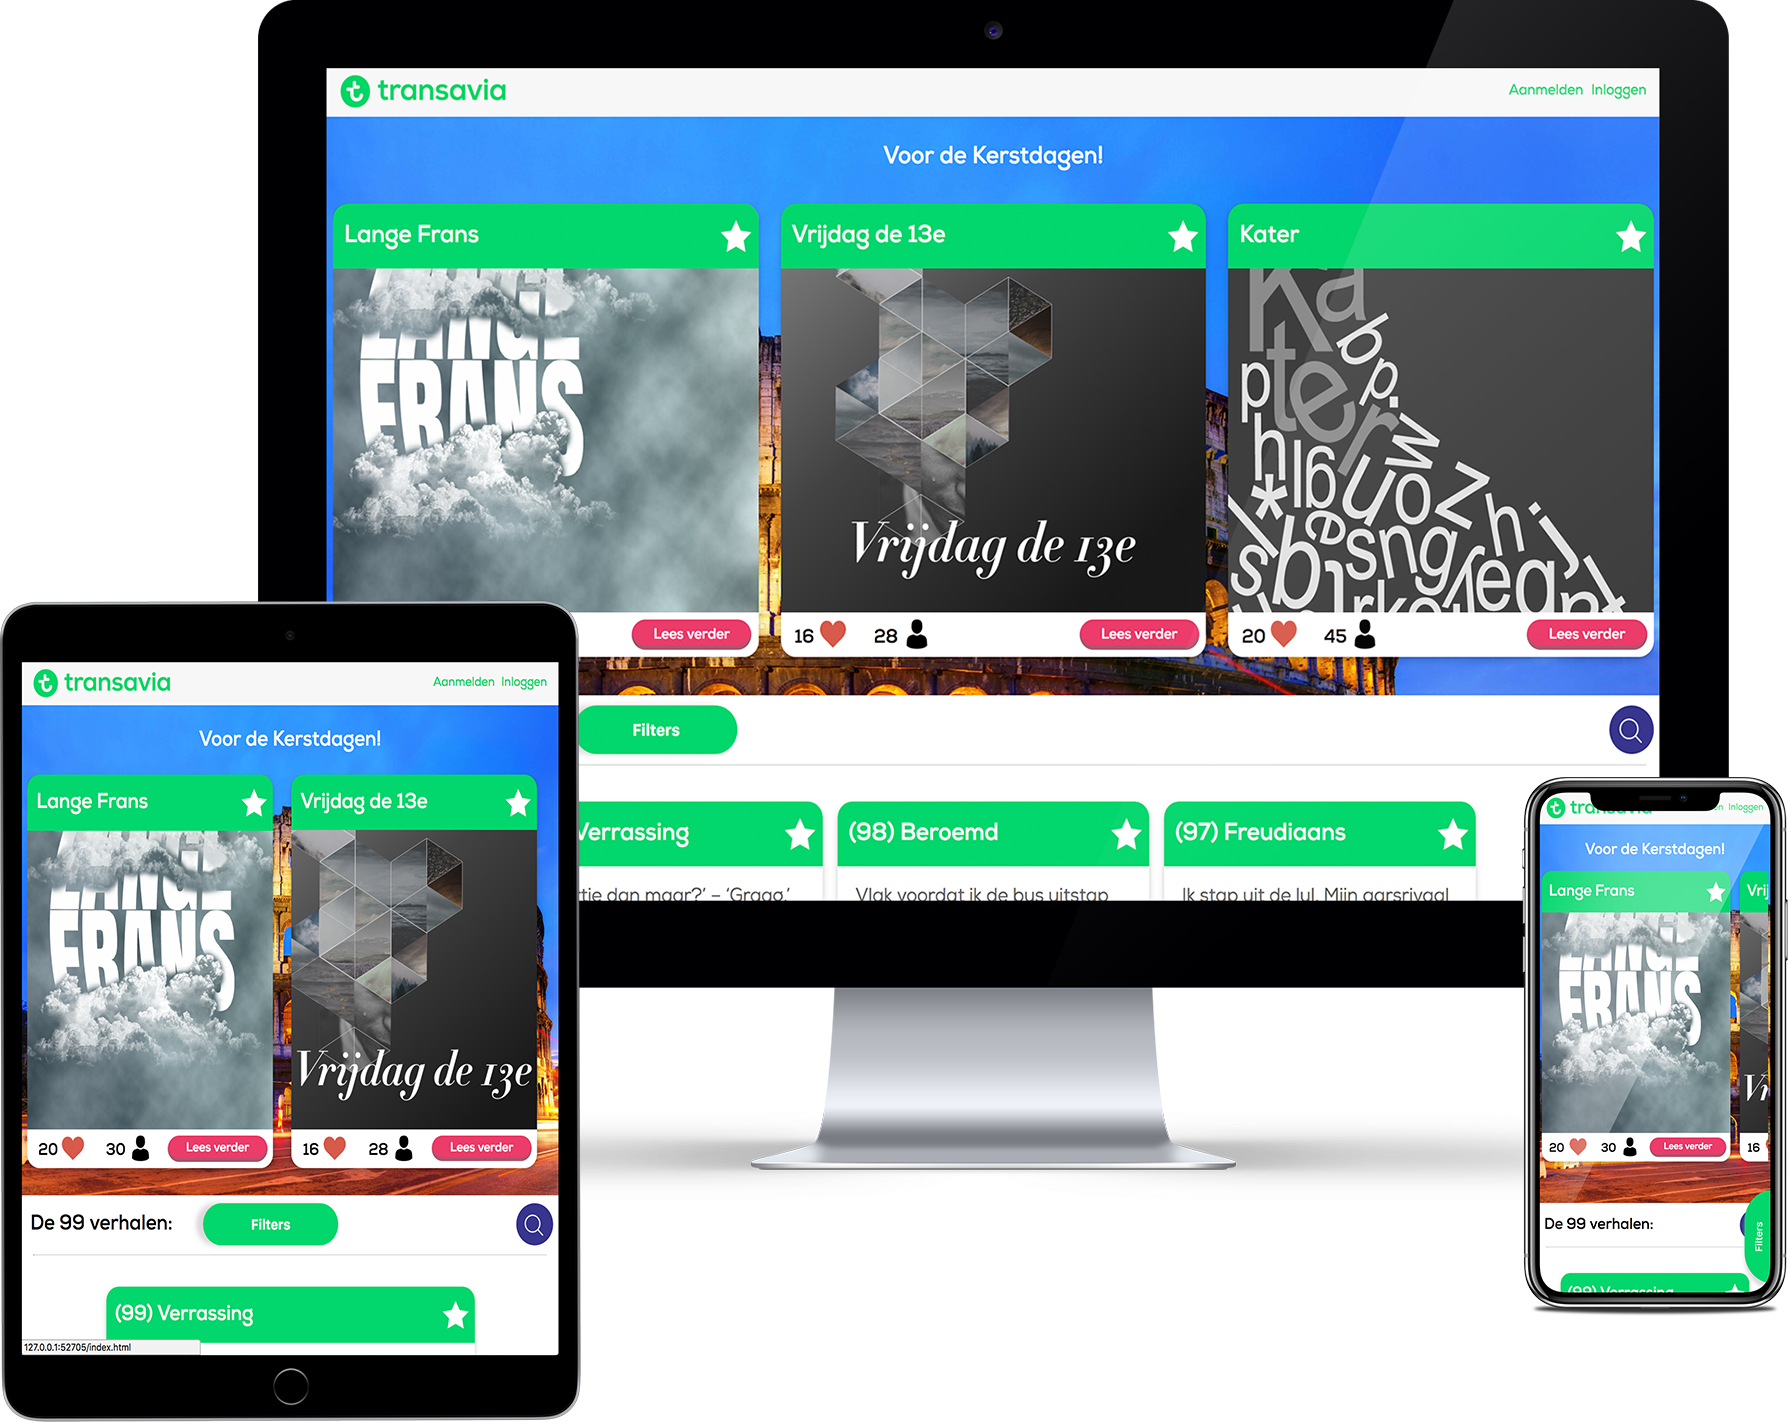 transavia
Aanmelden Inloggen
Voor de Kerstdagen!
Lange Frans
Vrijdag de 13e
Kater
LANGE
FRANS
Vrijdag de 13e
Kater
Lees verder
16
28
Lees verder
20
45
Lees verder
Filters
Verrassing
(98) Beroemd
(97) Freudiaans
tie dan maar?’ – ‘Graag.’
Vlak voordat ik de bus uitstap
Ik stap uit de lul. Mijn aarsrivaal
transavia
Aanmelden Inloggen
Voor de Kerstdagen!
Lange Frans
Vrijdag de 13e
LANGE
FRANS
Vrijdag de 13e
20
30
Lees verder
16
28
Lees verder
De 99 verhalen:
Filters
(99) Verrassing
127.0.0.1:52705/index.html
transavia
Inloggen
Voor de Kerstdagen!
Lange Frans
Vrij
LANGE
FRANS
Vr
20
30
Lees verder
16
De 99 verhalen:
Filters
(99) Verrassing